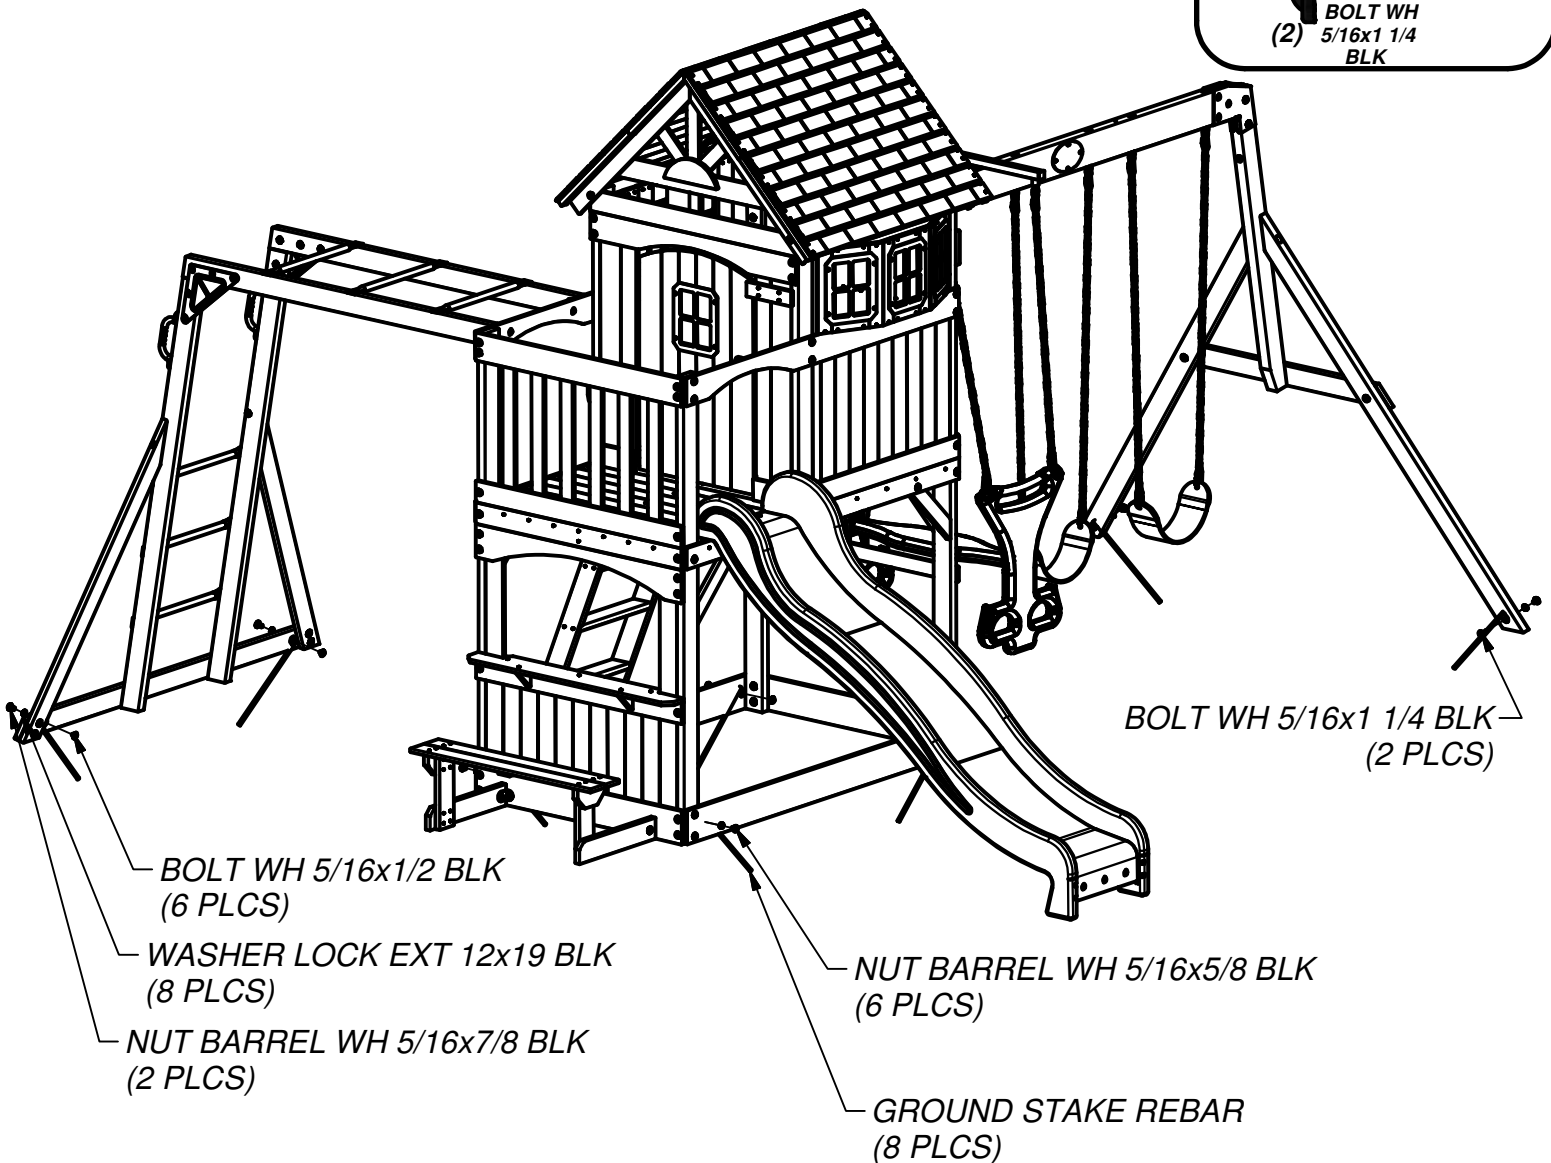 BOLT WH
(2) 5/16x1 1/4
BLK
BOLT WH 5/16x1 1/4 BLK
(2 PLCS)
BOLT WH 5/16x1/2 BLK
(6 PLCS)
WASHER LOCK EXT 12x19 BLK
(8 PLCS)
NUT BARREL WH 5/16x7/8 BLK
(2 PLCS)
NUT BARREL WH 5/16x5/8 BLK
(6 PLCS)
GROUND STAKE REBAR
(8 PLCS)